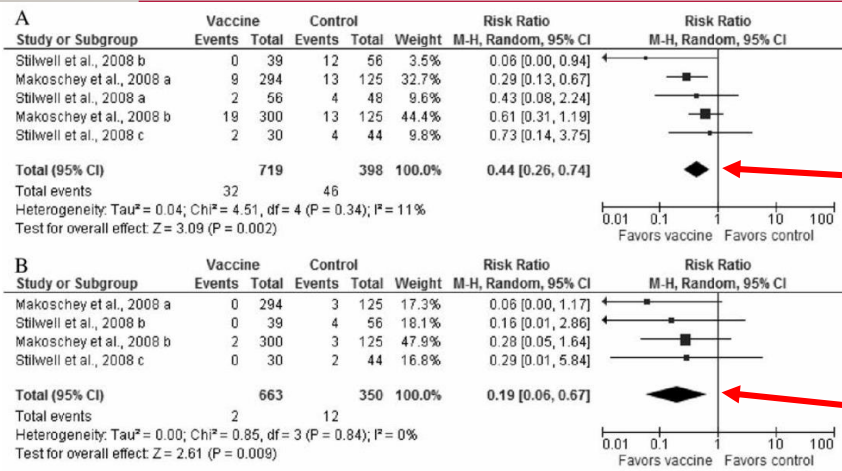 A
Vaccine Control Risk Ratio Risk Ratio
Study or Subgroup Events Total Events Total Weight M-H, Random, 95% CI M-H, Random, 95% CI
Stilwell et al., 2008 b 0 39 12 56 3.5% 0.06 [0.00, 0.94]
Makoschey et al., 2008 a 9 294 13 125 32.7% 0.29 [0.13, 0.67]
Stilwell et al., 2008 a 2 56 4 48 9.6% 0.43 [0.08, 2.24]
Makoschey et al., 2008 b 19 300 13 125 44.4% 0.61 [0.31, 1.19]
Stilwell et al., 2008 c 2 30 4 44 9.8% 0.73 [0.14, 3.75]
Total (95% CI) 719 398 100.0% 0.44 [0.26, 0.74]
Total events 32 46
Heterogeneity: Tau² = 0.04; Chi² = 4.51, df = 4 (P = 0.34); I² = 11%
Test for overall effect: Z = 3.09 (P = 0.002)
0.01 0.1 1 10 100
Favors vaccine Favors control
B
Vaccine Control Risk Ratio Risk Ratio
Study or Subgroup Events Total Events Total Weight M-H, Random, 95% CI M-H, Random, 95% CI
Makoschey et al., 2008 a 0 294 3 125 17.3% 0.06 [0.00, 1.17]
Stilwell et al., 2008 b 0 39 4 56 18.1% 0.16 [0.01, 2.86]
Makoschey et al., 2008 b 2 300 3 125 47.9% 0.28 [0.05, 1.64]
Stilwell et al., 2008 c 0 30 2 44 16.8% 0.29 [0.01, 5.84]
Total (95% CI) 663 350 100.0% 0.19 [0.06, 0.67]
Total events 2 12
Heterogeneity: Tau² = 0.00; Chi² = 0.85, df = 3 (P = 0.84); I² = 0%
Test for overall effect: Z = 2.61 (P = 0.009)
0.01 0.1 1 10 100
Favors vaccine Favors control